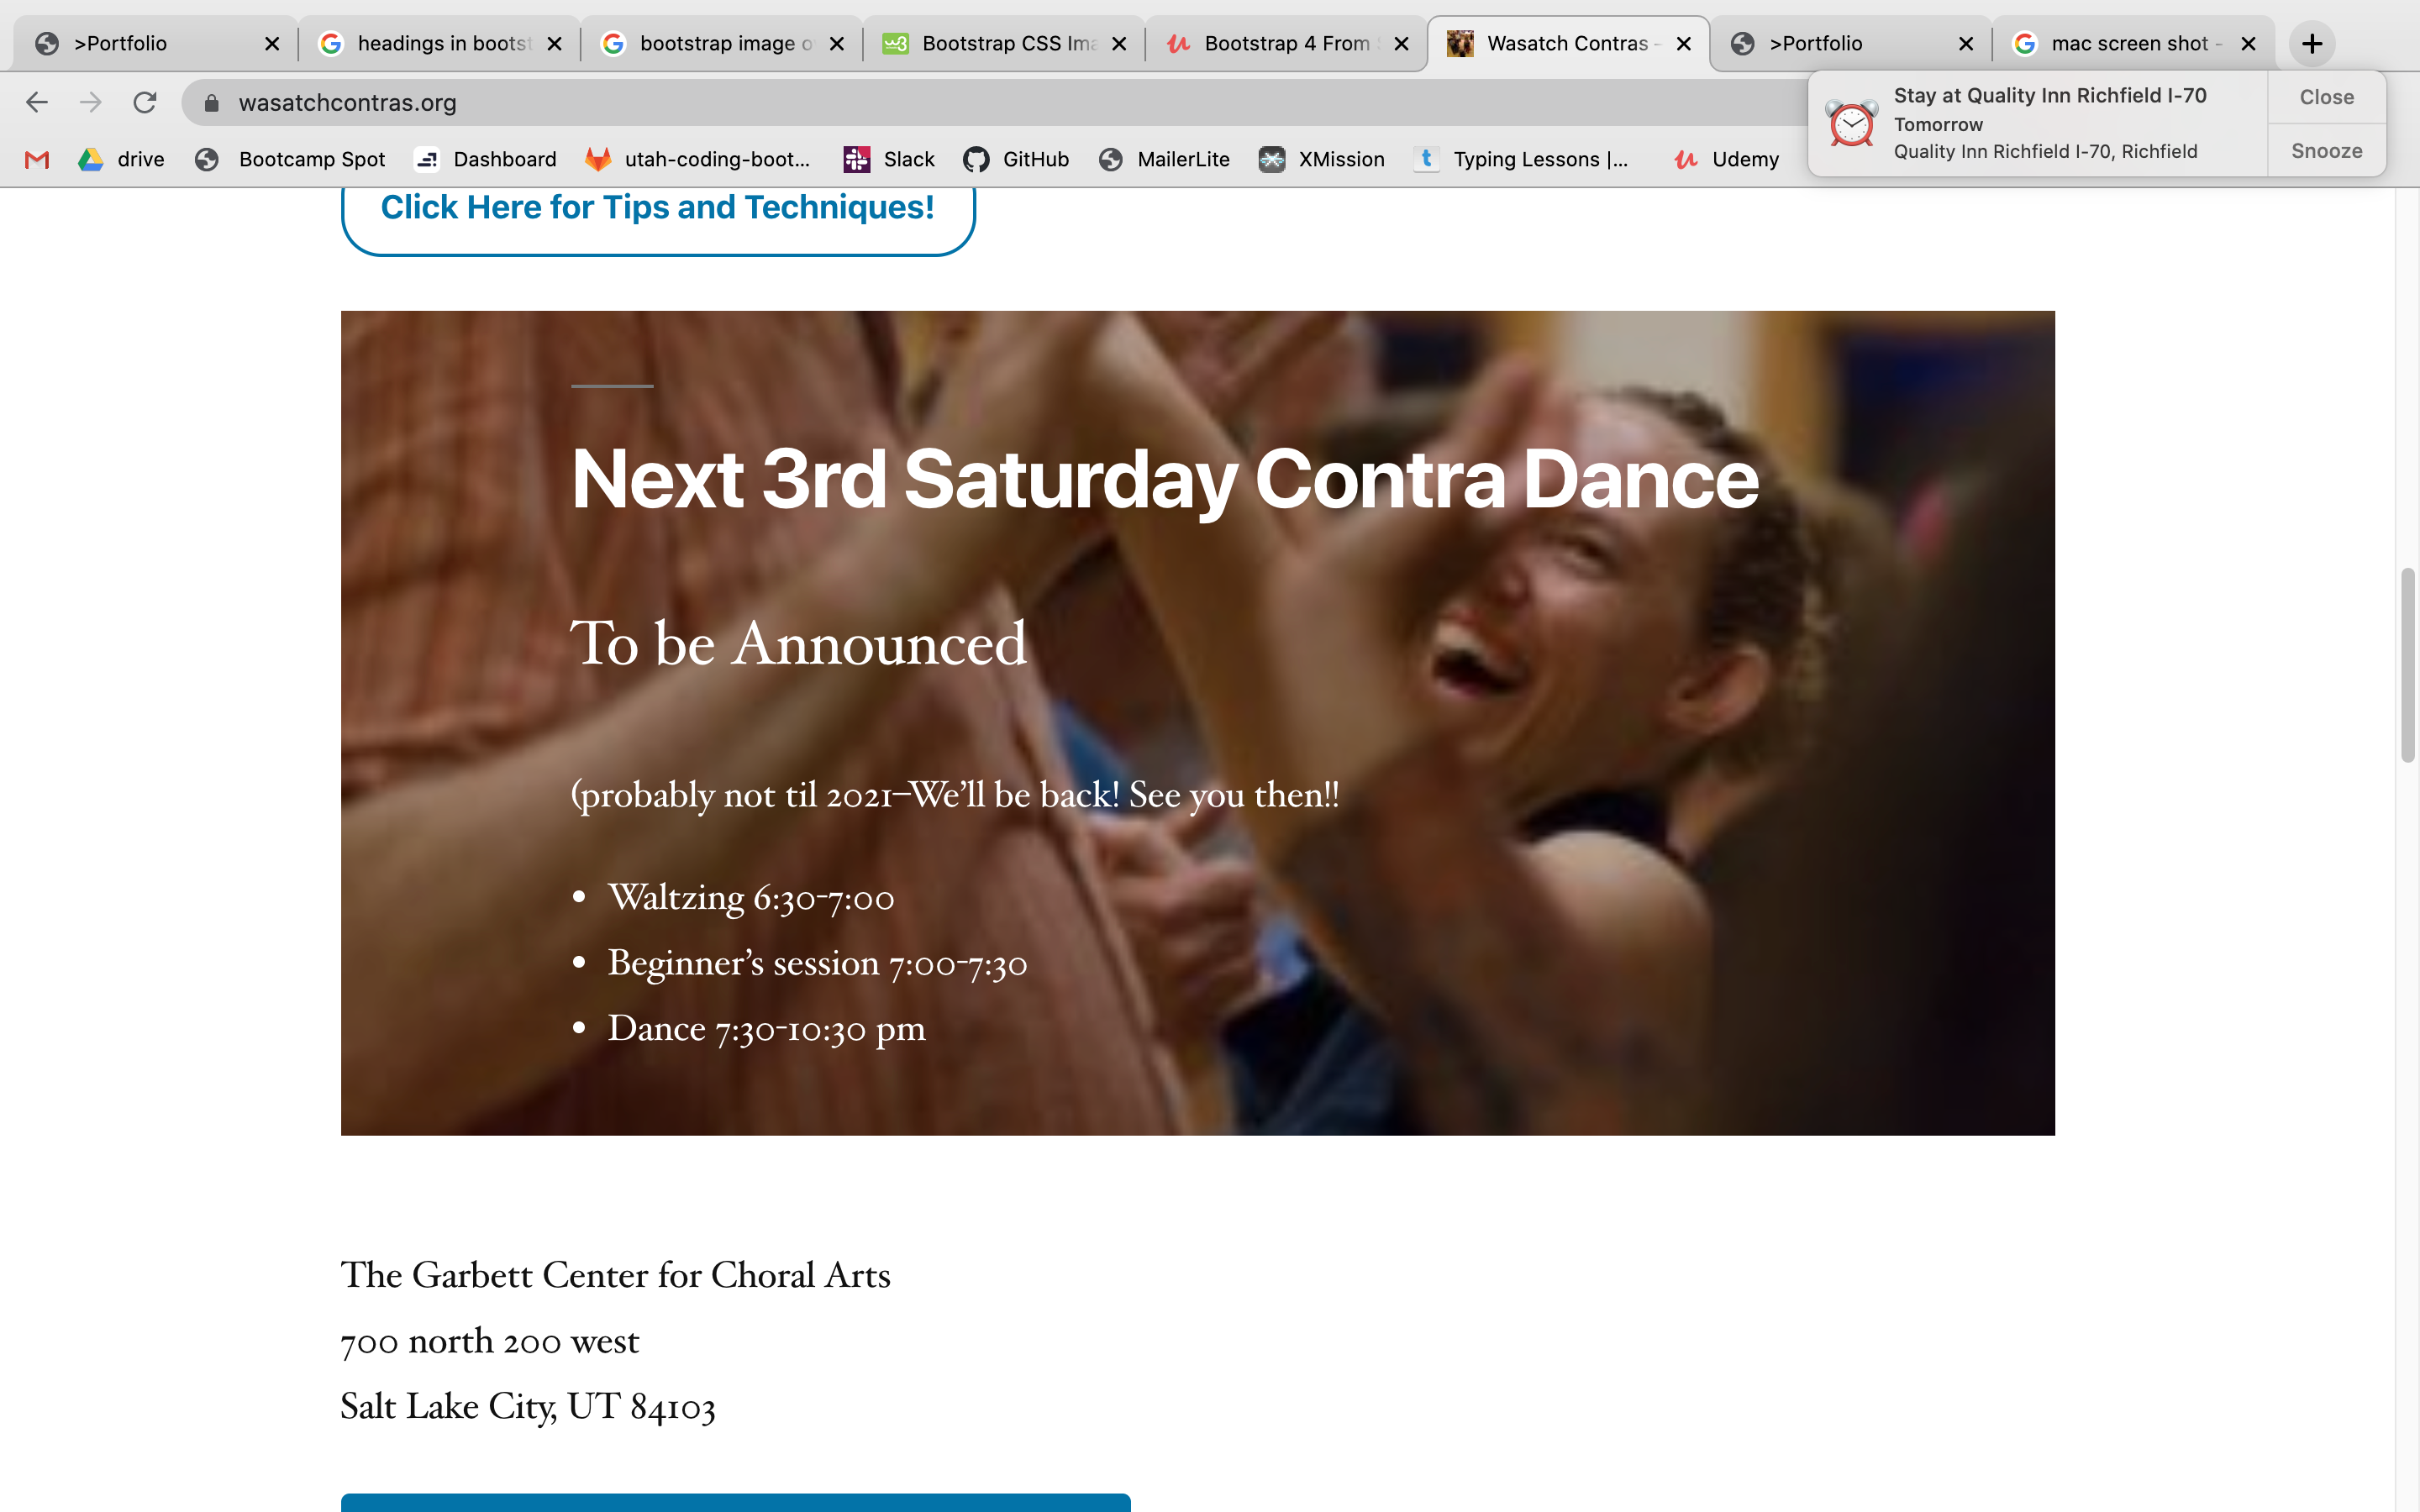 >Portfolio
headings in bootst
bootstrap image o
Bootstrap CSS Ima
Bootstrap 4 From
Wasatch Contras –
>Portfolio
mac screen shot -
wasatchcontras.org
Stay at Quality Inn Richfield I-70
Tomorrow
Quality Inn Richfield I-70, Richfield
Close
Snooze
drive
Bootcamp Spot
Dashboard
utah-coding-boot...
Slack
GitHub
MailerLite
XMission
Typing Lessons |...
Udemy
Click Here for Tips and Techniques!
Next 3rd Saturday Contra Dance
To be Announced
(probably not til 2021–We’ll be back! See you then!!
• Waltzing 6:30-7:00
• Beginner’s session 7:00-7:30
• Dance 7:30-10:30 pm
The Garbett Center for Choral Arts
700 north 200 west
Salt Lake City, UT 84103